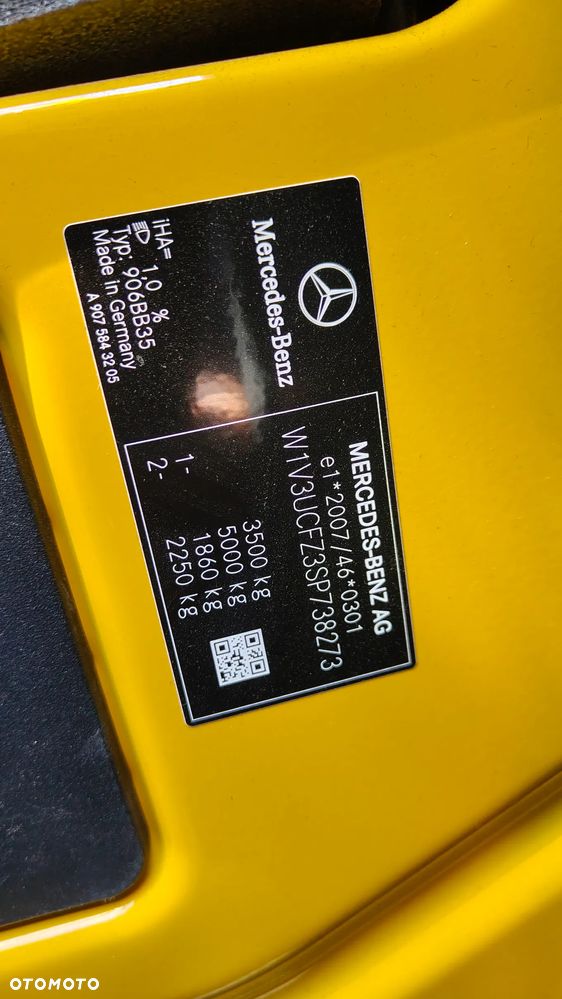 Mercedes-Benz
iHA= 1,0 %
Typ: 906BB35
Made in Germany
A 907 584 32 05
MERCEDES-BENZ AG
e1*2007/46*0301
W1V3UCFZ3SP738273
3500 kg
5000 kg
1- 1860 kg
2- 2250 kg
OTOMOTO